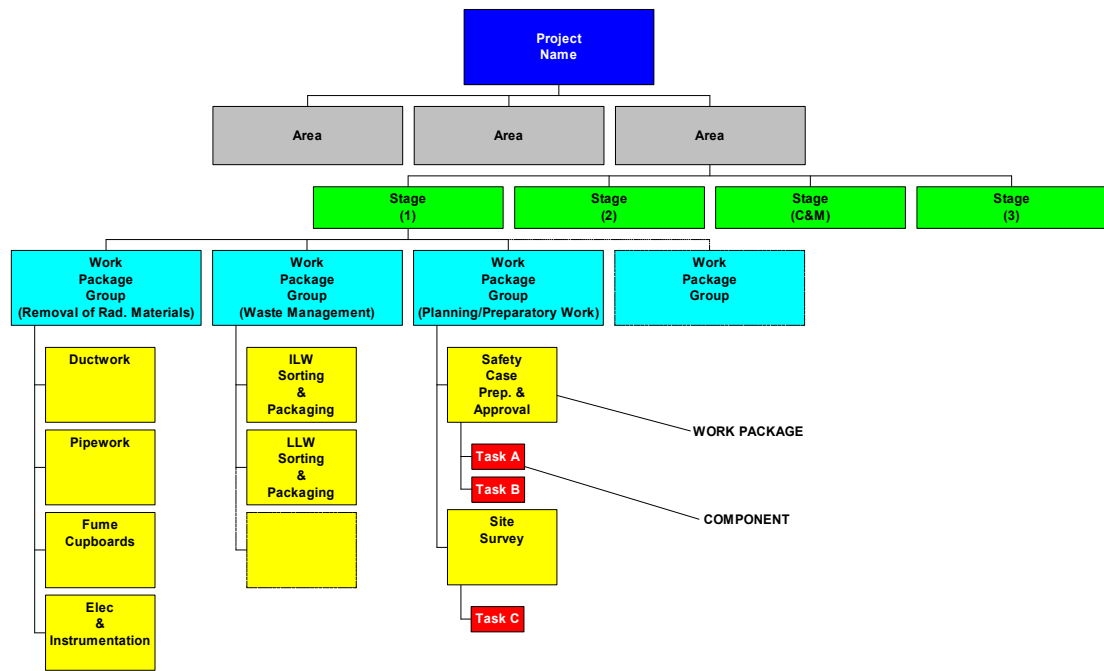 Project
Name
Area
Area
Area
Stage
(1)
Stage
(2)
Stage
(C&M)
Stage
(3)
Work
Package
Group
(Removal of Rad. Materials)
Work
Package
Group
(Waste Management)
Work
Package
Group
(Planning/Preparatory Work)
Work
Package
Group
Ductwork
Pipework
Fume
Cupboards
Elec
&
Instrumentation
ILW
Sorting
&
Packaging
LLW
Sorting
&
Packaging
Safety
Case
Prep. &
Approval
WORK PACKAGE
Task A
Task B
COMPONENT
Site
Survey
Task C